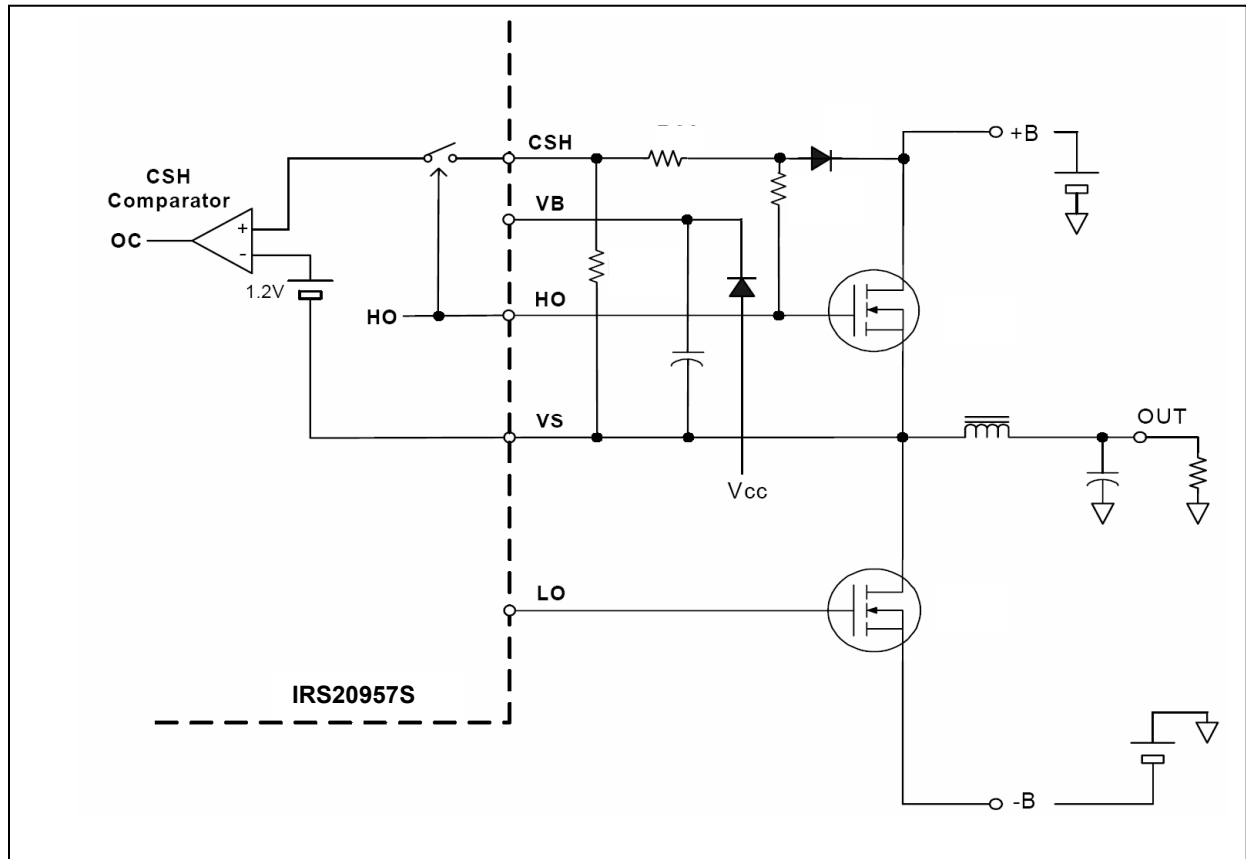 CSH
+B
CSH
Comparator
VB
+
OC
-
1.2V
HO
HO
VS
OUT
Vcc
LO
IRS20957S
-B